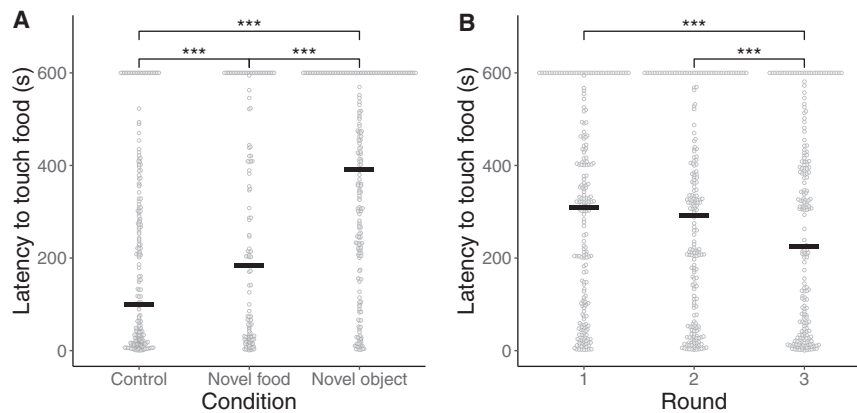 A
***
*** ***
Latency to touch food (s)
600
400
200
0
Control Novel food Novel object
Condition
B
***
***
Latency to touch food (s)
600
400
200
0
1 2 3
Round